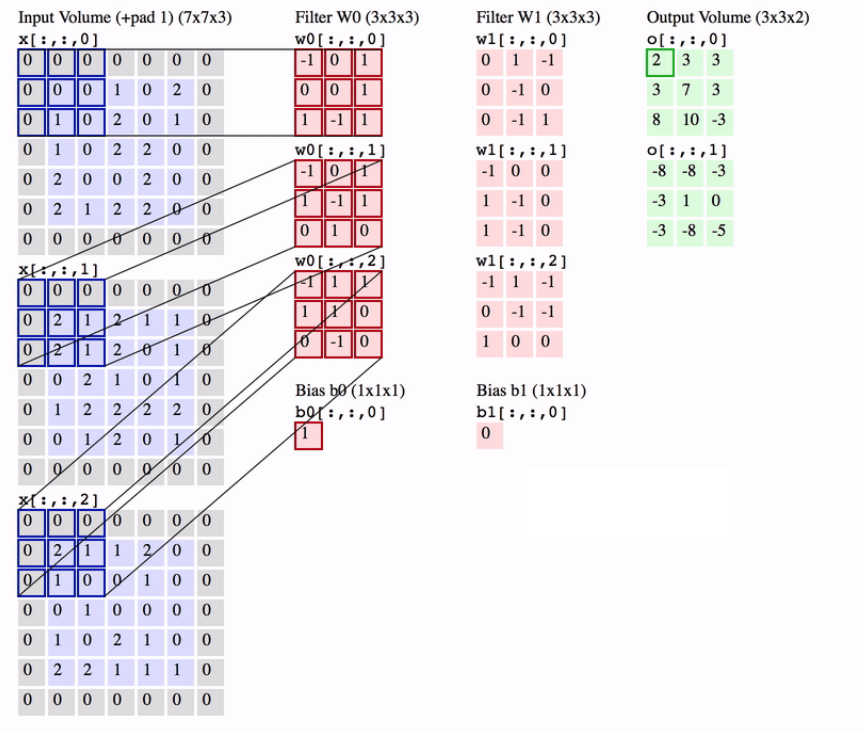 Input Volume (+pad 1) (7x7x3)
x[:,:,0]
0 0 0 0 0 0 0
0 0 0 1 0 2 0
0 1 0 2 0 1 0
0 1 0 2 2 0 0
0 2 0 0 2 0 0
0 2 1 2 2 0 0
0 0 0 0 0 0 0
x[:,:,1]
0 0 0 0 0 0 0
0 2 1 2 1 1 0
0 2 1 2 0 1 0
0 0 2 1 0 1 0
0 1 2 2 2 2 0
0 0 1 2 0 1 0
0 0 0 0 0 0 0
x[:,:,2]
0 0 0 0 0 0 0
0 2 1 1 2 0 0
0 1 0 0 1 0 0
0 0 1 0 0 0 0
0 1 0 2 1 0 0
0 2 2 1 1 1 0
0 0 0 0 0 0 0
Filter W0 (3x3x3)
w0[:,:,0]
-1 0 1
0 0 1
1 -1 1
w0[:,:,1]
-1 0 1
1 -1 1
0 1 0
w0[:,:,2]
-1 1 1
1 1 0
0 -1 0
Bias b0 (1x1x1)
b0[:,:,0]
1
Filter W1 (3x3x3)
w1[:,:,0]
0 1 -1
0 -1 0
0 -1 1
w1[:,:,1]
-1 0 0
1 -1 0
1 -1 0
w1[:,:,2]
-1 1 -1
0 -1 -1
1 0 0
Bias b1 (1x1x1)
b1[:,:,0]
0
Output Volume (3x3x2)
o[:,:,0]
2 3 3
3 7 3
8 10 -3
o[:,:,1]
-8 -8 -3
-3 1 0
-3 -8 -5